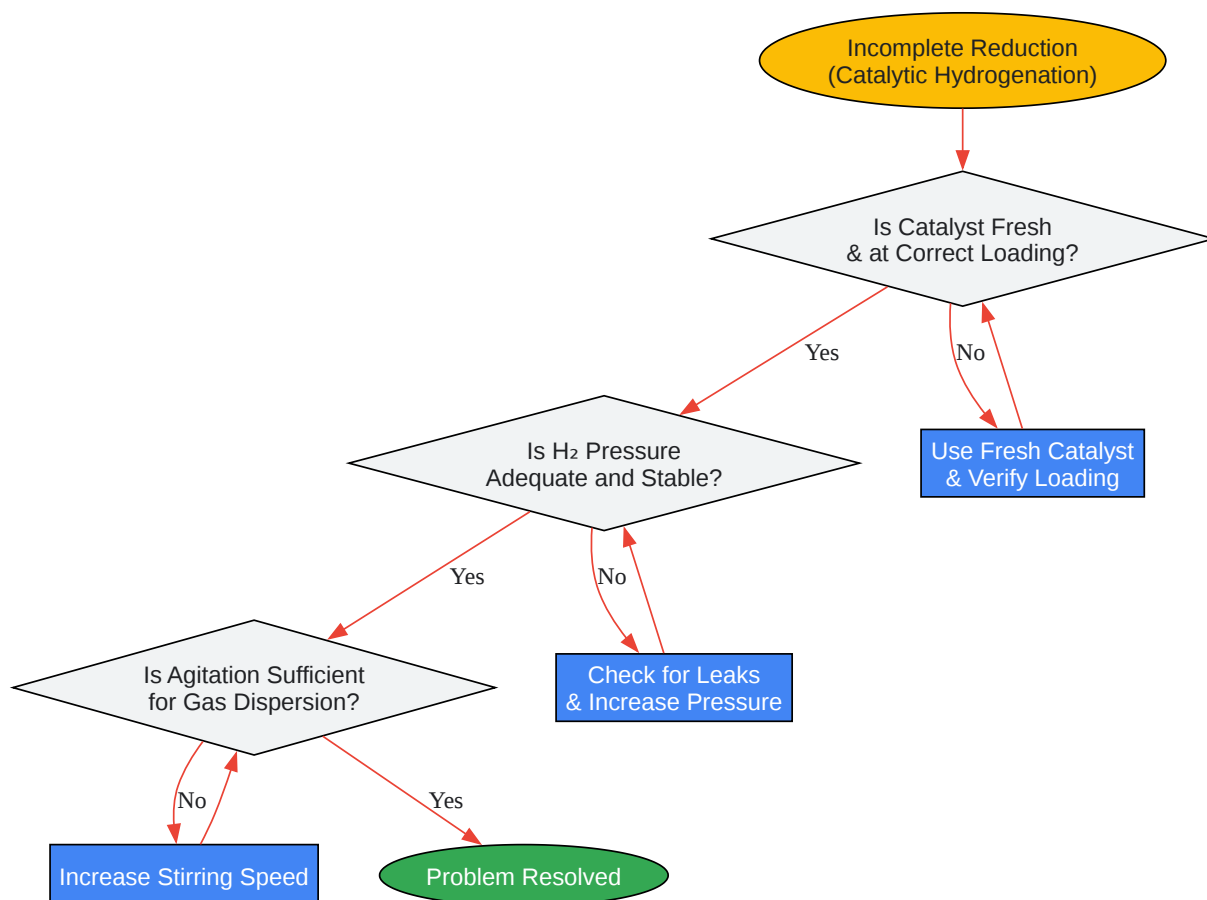 Incomplete Reduction
(Catalytic Hydrogenation)
Is Catalyst Fresh
& at Correct Loading?
Yes
No
Use Fresh Catalyst
& Verify Loading
Is H₂ Pressure
Adequate and Stable?
Yes
No
Check for Leaks
& Increase Pressure
Is Agitation Sufficient
for Gas Dispersion?
No
Yes
Increase Stirring Speed
Problem Resolved